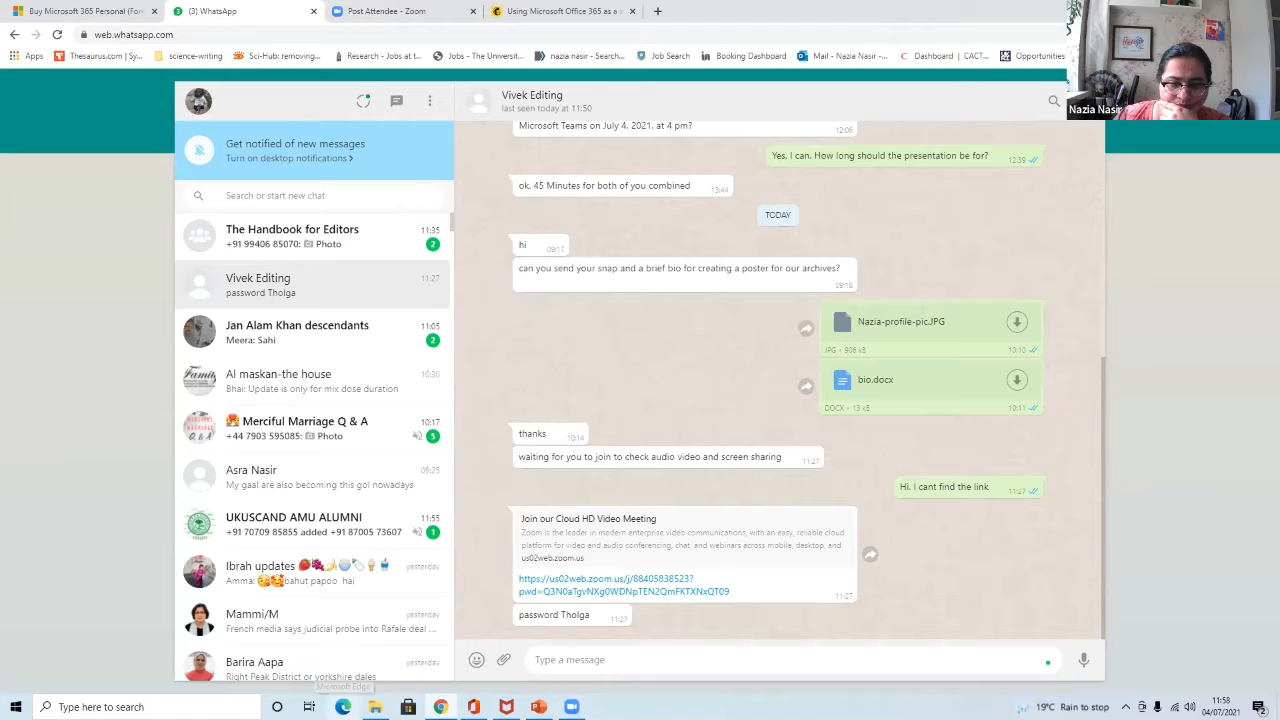 Buy Microsoft 365 Personal (Fo
(3) WhatsApp
Post Attendee - Zoom
Using Microsoft Office 365 as a
web.whatsapp.com
Apps
Thesaurus.com | Sy...
science-writing
Sci-Hub: removing...
Research - Jobs at t...
Jobs - The Universit...
nazia nasir - Search...
Job Search
Booking Dashboard
Mail - Nazia Nasir -...
Dashboard | CACT...
Opportunities
Nazia Nasir
Vivek Editing
last seen today at 11:50
Get notified of new messages
Turn on desktop notifications >
Search or start new chat
The Handbook for Editors
11:35
+91 99406 85070: Photo
2
Vivek Editing
11:27
password Tholga
Jan Alam Khan descendants
11:05
Meera: Sahi
2
Al maskan-the house
10:30
Bhai: Update is only for mix dose duration
Merciful Marriage Q & A
10:17
+44 7903 595085: Photo
5
Asra Nasir
09:25
My gaal are also becoming this gol nowadays
UKUSCAND AMU ALUMNI
11:55
+91 70709 85855 added +91 87005 73607
1
Ibrah updates
yesterday
Amma: bahut papoo hai
Mammi/M
yesterday
French media says judicial probe into Rafale deal ...
Barira Aapa
yesterday
Right Peak District or yorkshire dales
Microsoft Teams on July 4, 2021, at 4 pm?
12:06
Yes, I can. How long should the presentation be for?
12:39
ok. 45 Minutes for both of you combined
13:44
TODAY
hi
09:17
can you send your snap and a brief bio for creating a poster for our archives?
09:18
Nazia-profile-pic.JPG
JPG • 906 kB
10:10
bio.docx
DOCX • 13 kB
10:11
thanks
10:14
waiting for you to join to check audio video and screen sharing
11:27
Hi. I cant find the link
11:27
Join our Cloud HD Video Meeting
Zoom is the leader in modern enterprise video communications, with an easy, reliable cloud
platform for video and audio conferencing, chat, and webinars across mobile, desktop, and
us02web.zoom.us
https://us02web.zoom.us/j/88405838523?
pwd=Q3N0aTgvNXg0WDNpTEN2QmFKTXNxQT09
11:27
password Tholga
11:27
Type a message
Microsoft Edge
Type here to search
19°C Rain to stop
11:58
04/07/2021
2